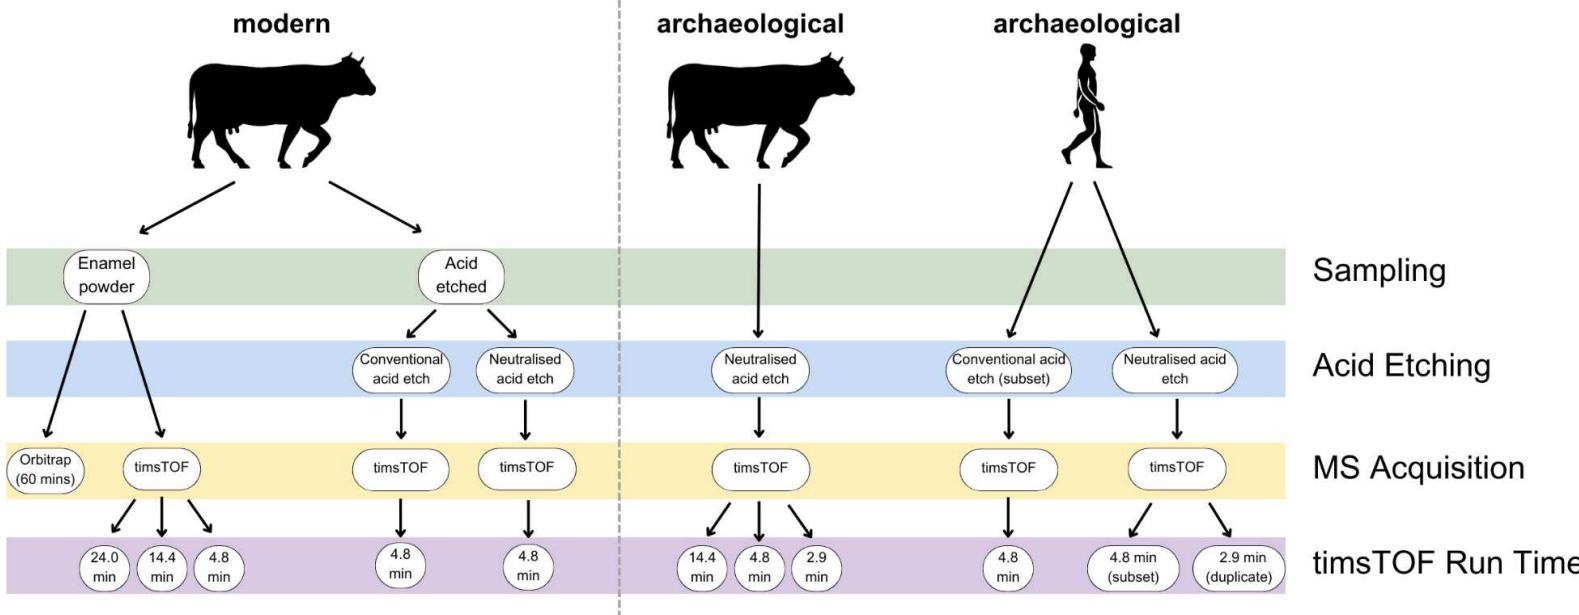 modern
archaeological
archaeological
Enamel
powder
Acid
etched
Sampling
Conventional
acid etch
Neutralised
acid etch
Neutralised
acid etch
Conventional acid
etch (subset)
Neutralised acid
etch
Acid Etching
Orbitrap
(60 mins)
timsTOF
timsTOF
timsTOF
timsTOF
timsTOF
timsTOF
MS Acquisition
24.0
min
14.4
min
4.8
min
4.8
min
4.8
min
14.4
min
4.8
min
2.9
min
4.8
min
4.8 min
(subset)
2.9 min
(duplicate)
timsTOF Run Time